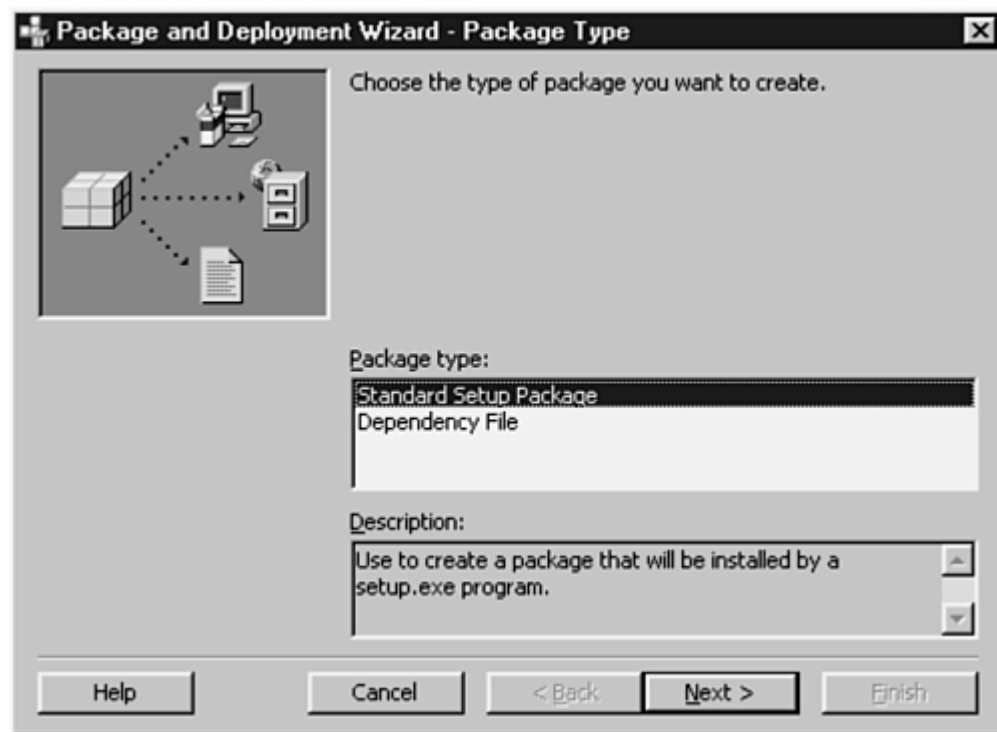 Package and Deployment Wizard - Package Type
Choose the type of package you want to create.
Package type:
Standard Setup Package
Dependency File
Description:
Use to create a package that will be installed by a
setup.exe program.
Help
Cancel
< Back
Next >
Finish